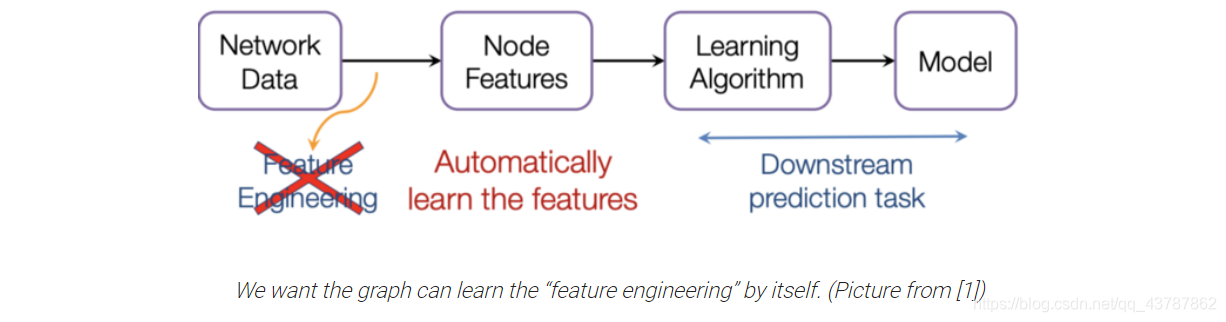 Network
Data
Node
Features
Learning
Algorithm
Model
Feature
Engineering
Automatically
learn the features
Downstream
prediction task
We want the graph can learn the “feature engineering” by itself. (Picture from [1])
https://blog.csdn.net/qq_43787862